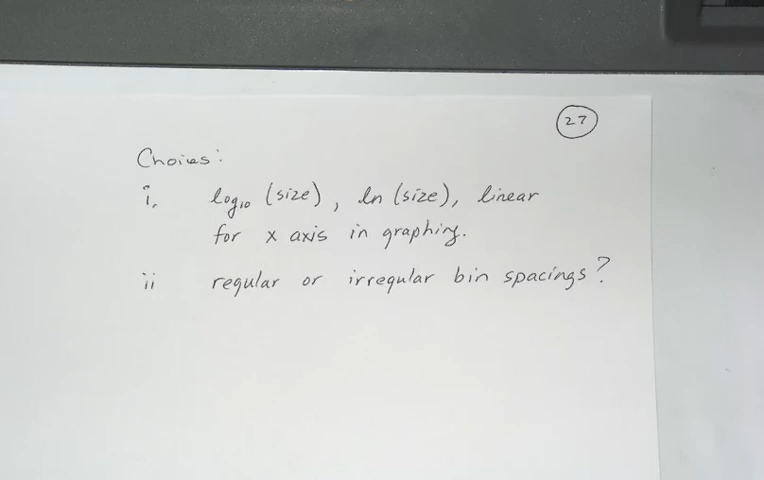 27
Choices:
i. log10 (size), ln (size), linear
for x axis in graphing.
ii regular or irregular bin spacings?